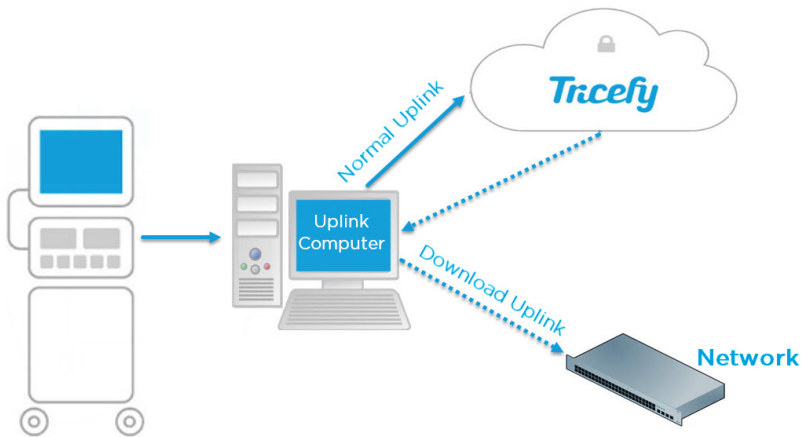 Tricefy
Normal Uplink
Uplink
Computer
Download Uplink
Network